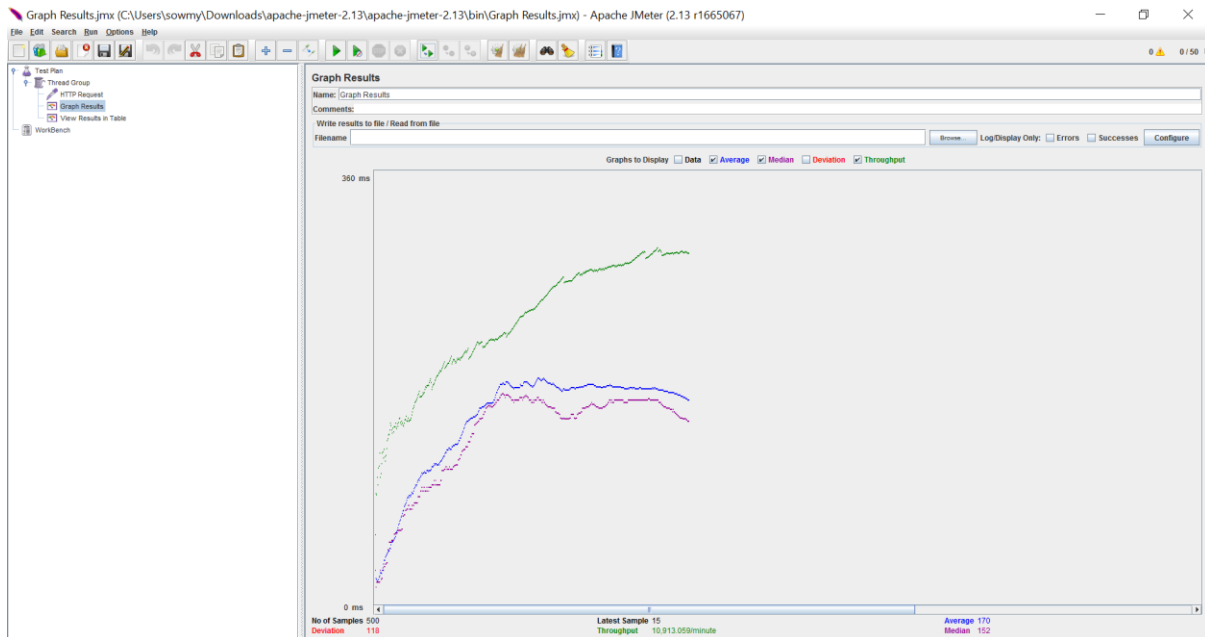 Graph Results.jmx (C:\Users\sowmy\Downloads\apache-jmeter-2.13\apache-jmeter-2.13\bin\Graph Results.jmx) - Apache JMeter (2.13 r1665067)
File Edit Search Run Options Help
0 0 / 50
Test Plan
Thread Group
HTTP Request
Graph Results
View Results in Table
WorkBench
Graph Results
Name: Graph Results
Comments:
Write results to file / Read from file
Filename Browse... Log/Display Only: Errors Successes Configure
Graphs to Display Data Average Median Deviation Throughput
360 ms
0 ms
No of Samples 500 Latest Sample 15 Average 170
Deviation 118 Throughput 10,913.059/minute Median 152